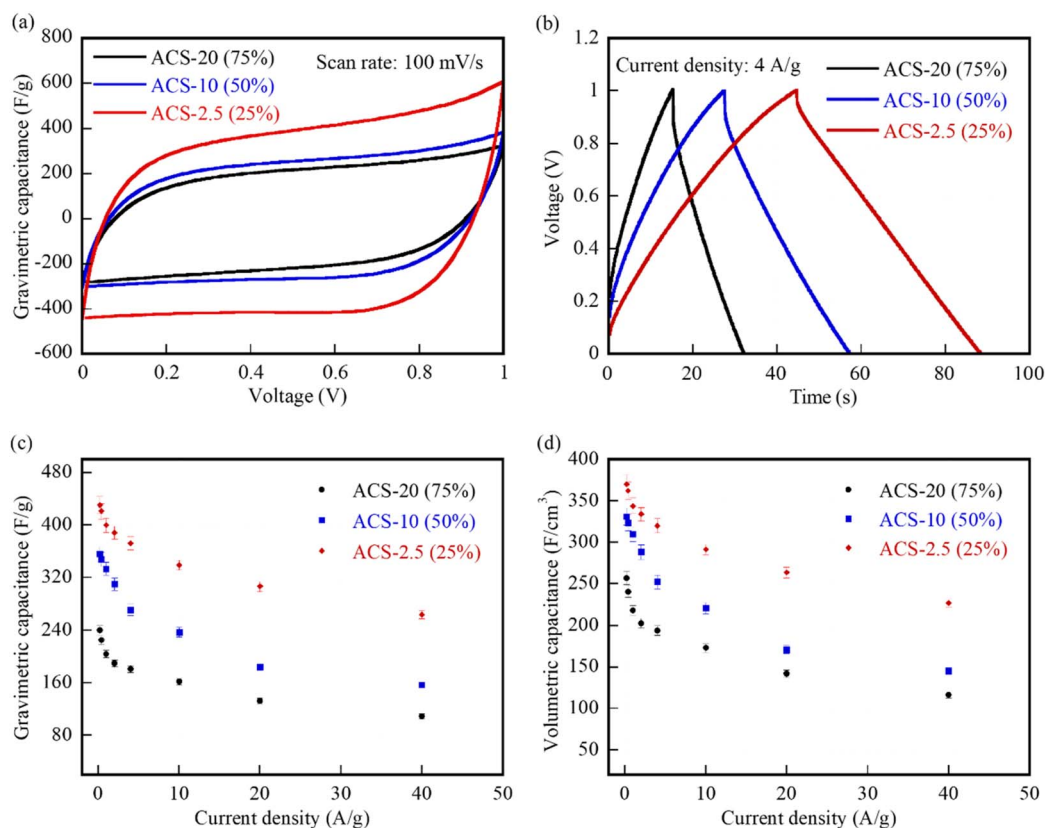 (a)
800
600
400
200
0
-200
-400
-600
Gravimetric capacitance (F/g)
ACS-20 (75%)
ACS-10 (50%)
ACS-2.5 (25%)
Scan rate: 100 mV/s
0 0.2 0.4 0.6 0.8 1
Voltage (V)
(b)
1.2
1
0.8
0.6
0.4
0.2
0
Voltage (V)
Current density: 4 A/g
ACS-20 (75%)
ACS-10 (50%)
ACS-2.5 (25%)
0 20 40 60 80 100
Time (s)
(c)
480
400
320
240
160
80
Gravimetric capacitance (F/g)
ACS-20 (75%)
ACS-10 (50%)
ACS-2.5 (25%)
0 10 20 30 40 50
Current density (A/g)
(d)
400
350
300
250
200
150
100
50
Volumetric capacitance (F/cm³)
ACS-20 (75%)
ACS-10 (50%)
ACS-2.5 (25%)
0 10 20 30 40 50
Current density (A/g)